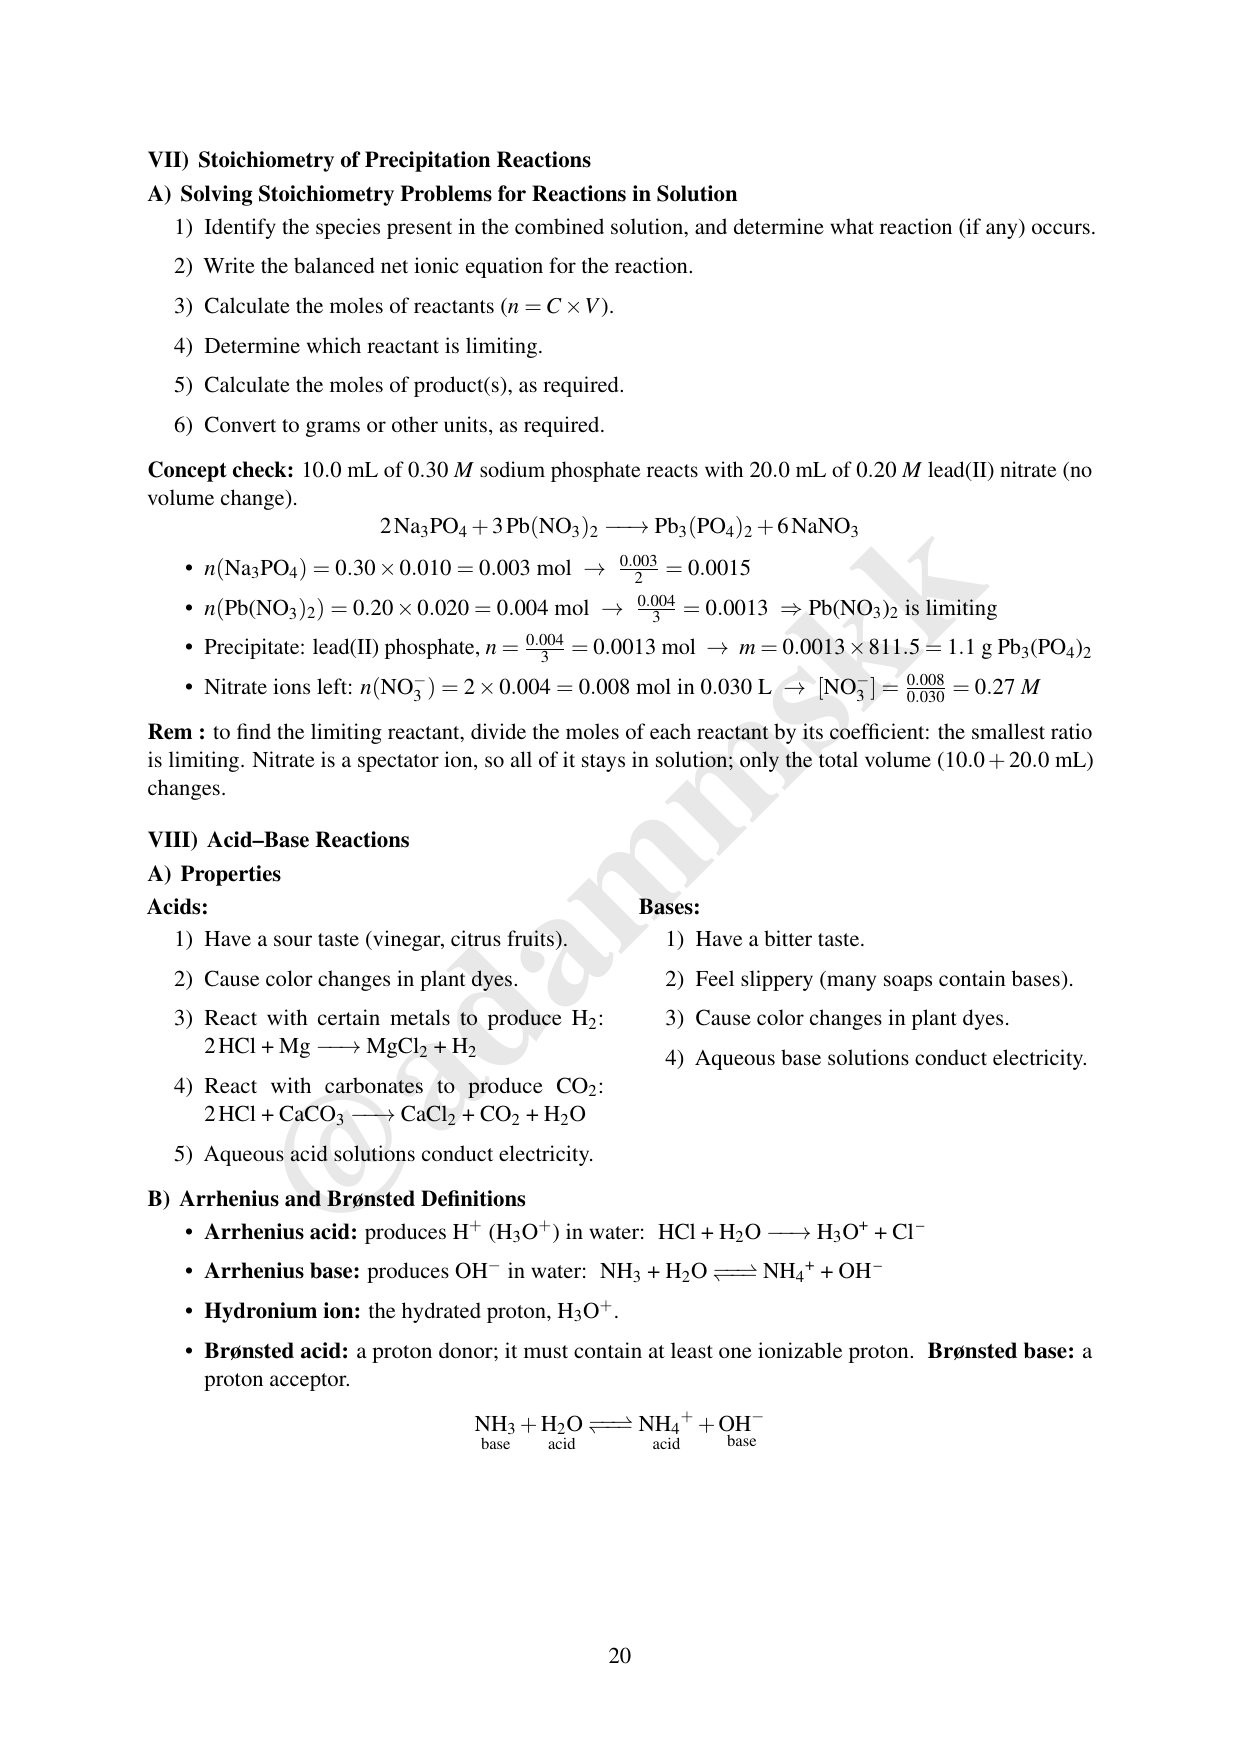 VII) Stoichiometry of Precipitation Reactions
A) Solving Stoichiometry Problems for Reactions in Solution
1) Identify the species present in the combined solution, and determine what reaction (if any) occurs.
2) Write the balanced net ionic equation for the reaction.
3) Calculate the moles of reactants (n = C × V).
4) Determine which reactant is limiting.
5) Calculate the moles of product(s), as required.
6) Convert to grams or other units, as required.
Concept check: 10.0 mL of 0.30 M sodium phosphate reacts with 20.0 mL of 0.20 M lead(II) nitrate (no
volume change).
2 Na₃PO₄ + 3 Pb(NO₃)₂ ⟶ Pb₃(PO₄)₂ + 6 NaNO₃
• n(Na₃PO₄) = 0.30 × 0.010 = 0.003 mol → 0.003/2 = 0.0015
• n(Pb(NO₃)₂) = 0.20 × 0.020 = 0.004 mol → 0.004/3 = 0.0013 ⇒ Pb(NO₃)₂ is limiting
• Precipitate: lead(II) phosphate, n = 0.004/3 = 0.0013 mol → m = 0.0013 × 811.5 = 1.1 g Pb₃(PO₄)₂
• Nitrate ions left: n(NO₃⁻) = 2 × 0.004 = 0.008 mol in 0.030 L → [NO₃⁻] = 0.008/0.030 = 0.27 M
Rem : to find the limiting reactant, divide the moles of each reactant by its coefficient: the smallest ratio
is limiting. Nitrate is a spectator ion, so all of it stays in solution; only the total volume (10.0 + 20.0 mL)
changes.
VIII) Acid–Base Reactions
A) Properties
Acids:
1) Have a sour taste (vinegar, citrus fruits).
2) Cause color changes in plant dyes.
3) React with certain metals to produce H₂:
2 HCl + Mg ⟶ MgCl₂ + H₂
4) React with carbonates to produce CO₂:
2 HCl + CaCO₃ ⟶ CaCl₂ + CO₂ + H₂O
5) Aqueous acid solutions conduct electricity.
Bases:
1) Have a bitter taste.
2) Feel slippery (many soaps contain bases).
3) Cause color changes in plant dyes.
4) Aqueous base solutions conduct electricity.
B) Arrhenius and Brønsted Definitions
• Arrhenius acid: produces H⁺ (H₃O⁺) in water: HCl + H₂O ⟶ H₃O⁺ + Cl⁻
• Arrhenius base: produces OH⁻ in water: NH₃ + H₂O ⇌ NH₄⁺ + OH⁻
• Hydronium ion: the hydrated proton, H₃O⁺.
• Brønsted acid: a proton donor; it must contain at least one ionizable proton. Brønsted base: a
proton acceptor.
NH₃ + H₂O ⇌ NH₄⁺ + OH⁻
base acid acid base
20
@adammskk